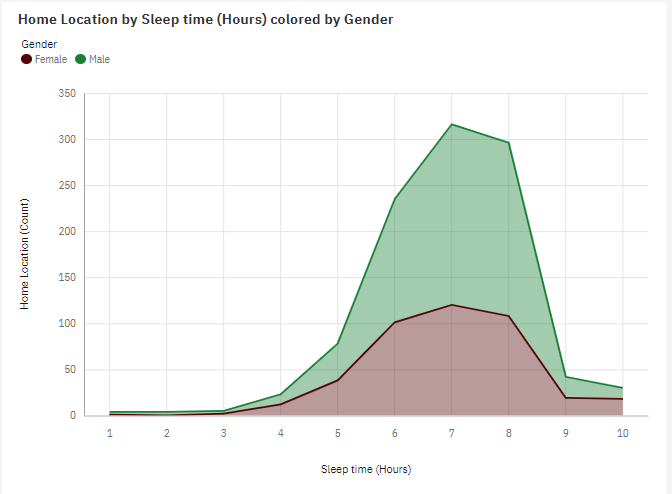 Home Location by Sleep time (Hours) colored by Gender
Gender
Female Male
350
300
250
200
150
100
50
0
Home Location (Count)
1 2 3 4 5 6 7 8 9 10
Sleep time (Hours)